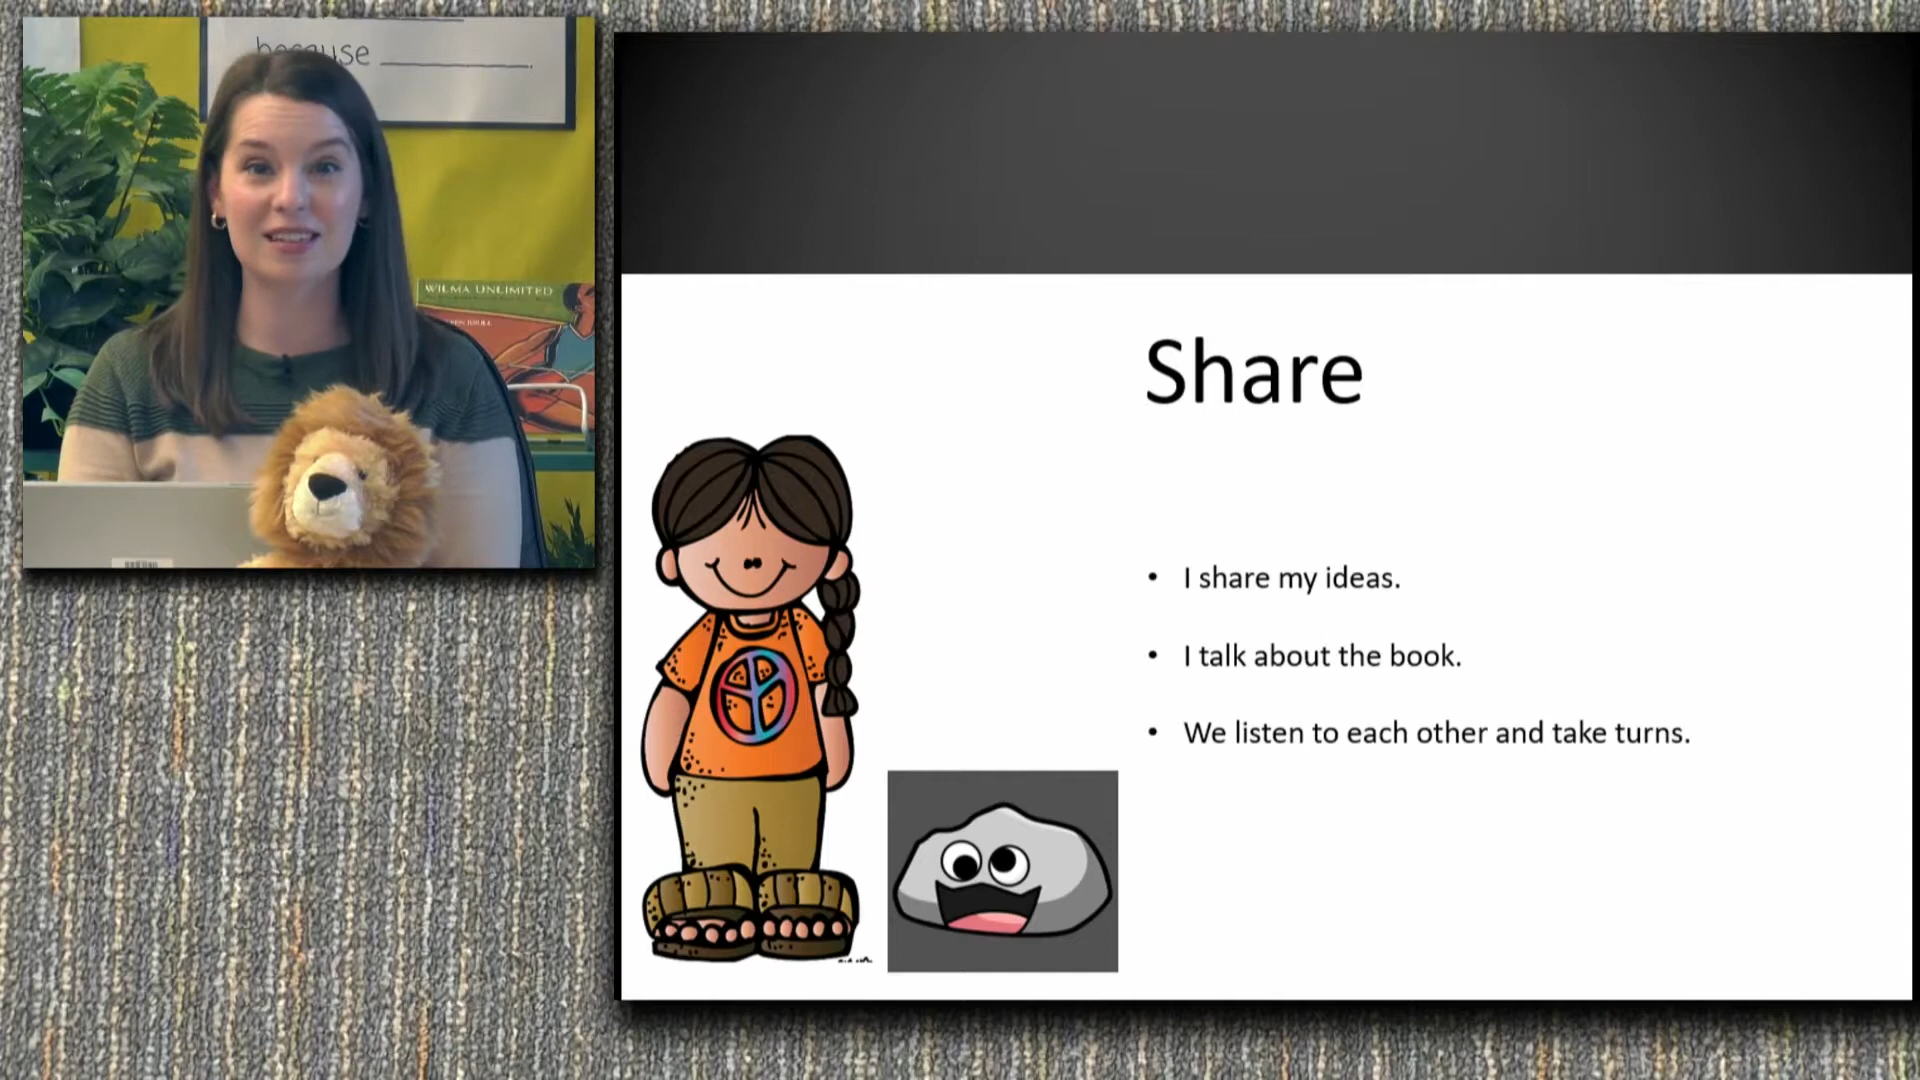 because ____________.
WILMA UNLIMITED
Share
• I share my ideas.
• I talk about the book.
• We listen to each other and take turns.